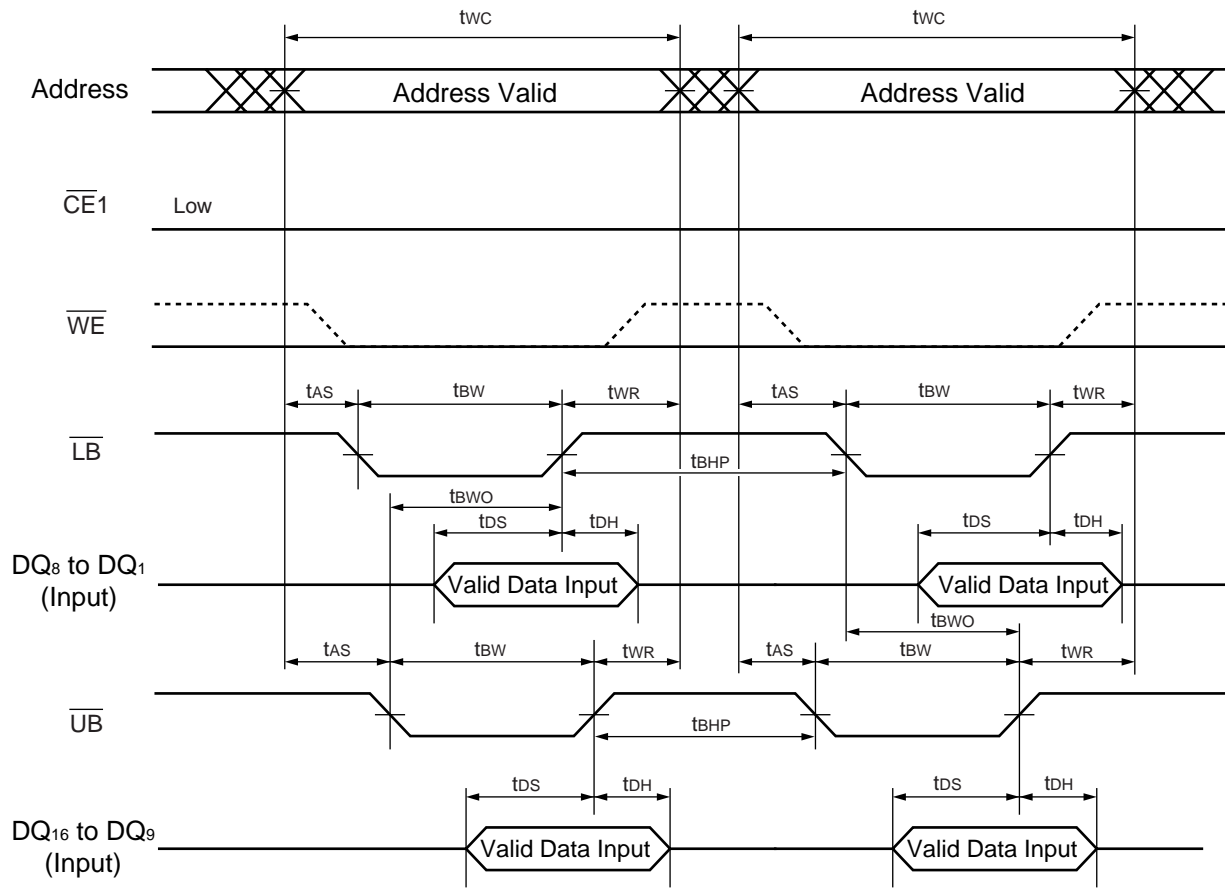 tWC tWC
Address Address Valid Address Valid
CE1 Low
WE
tAS tBW tWR tAS tBW tWR
LB
tBHP
tBWO
tDS tDH tDS tDH
DQ8 to DQ1
(Input)
Valid Data Input Valid Data Input
tBWO
tAS tBW tWR tAS tBW tWR
UB
tBHP
tDS tDH tDS tDH
DQ16 to DQ9
(Input)
Valid Data Input Valid Data Input